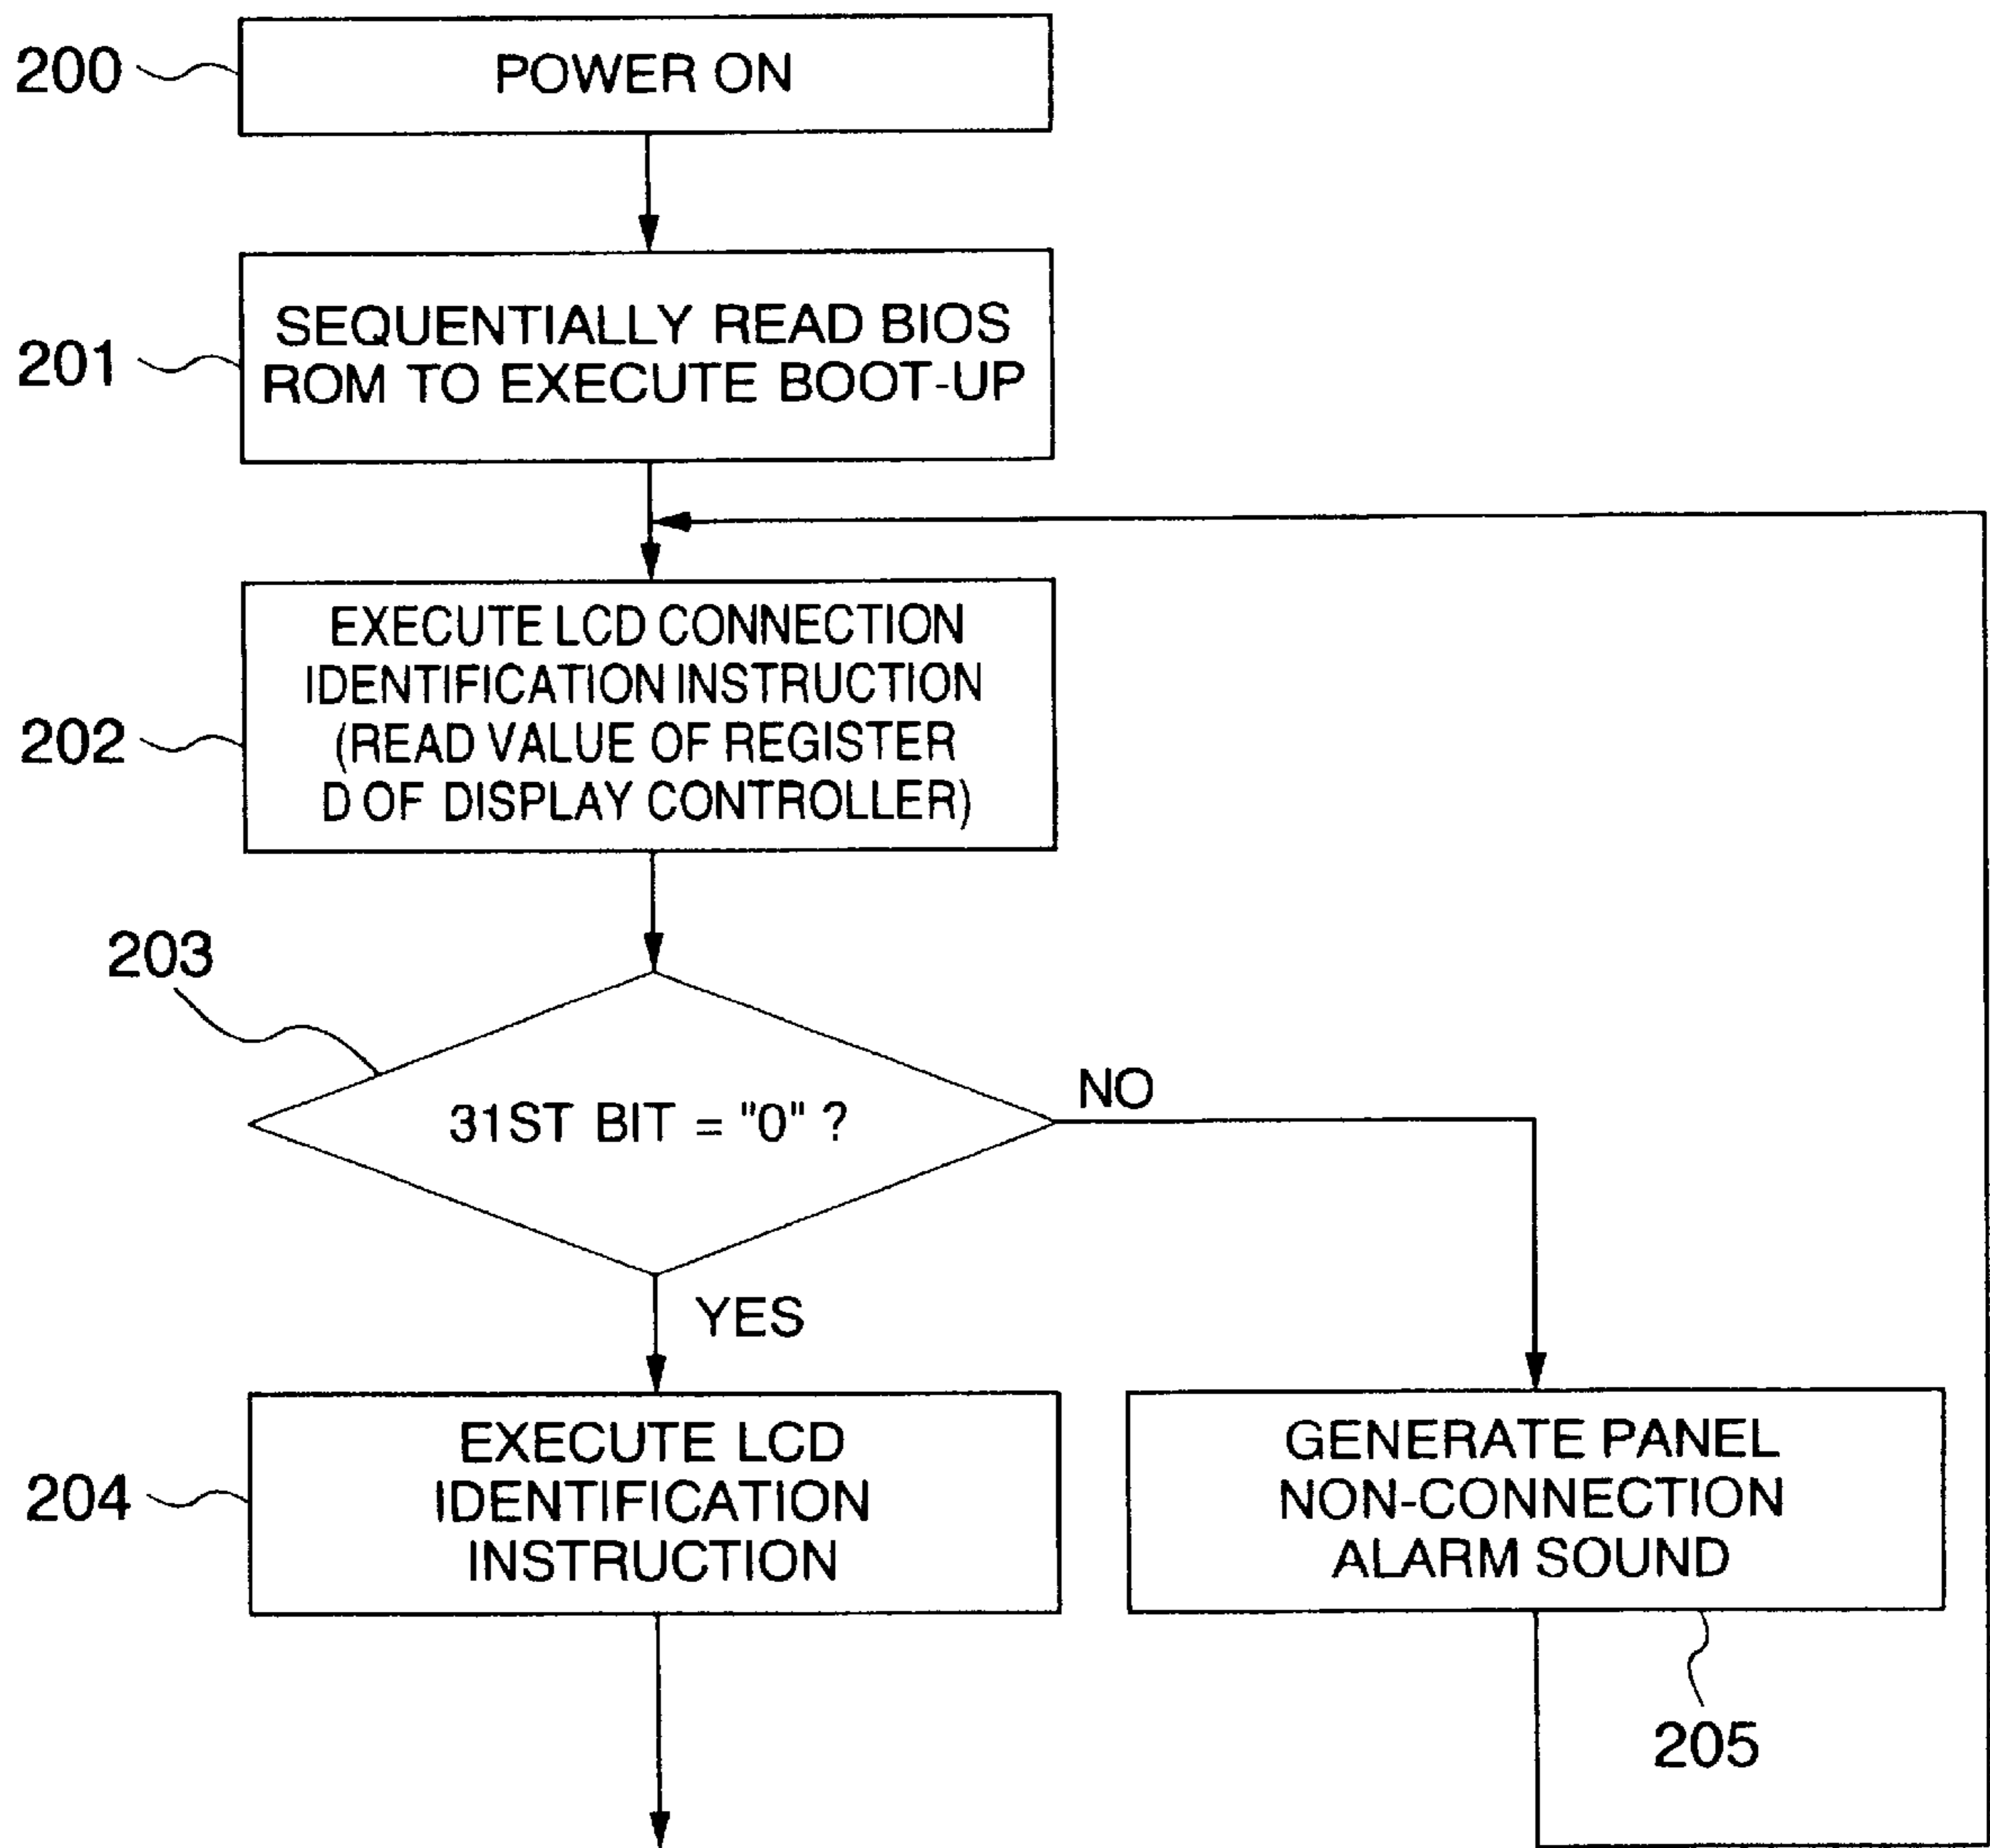 200
POWER ON
201
SEQUENTIALLY READ BIOS
ROM TO EXECUTE BOOT-UP
202
EXECUTE LCD CONNECTION
IDENTIFICATION INSTRUCTION
(READ VALUE OF REGISTER
D OF DISPLAY CONTROLLER)
203
31ST BIT = "0" ?
NO
YES
204
EXECUTE LCD
IDENTIFICATION
INSTRUCTION
GENERATE PANEL
NON-CONNECTION
ALARM SOUND
205